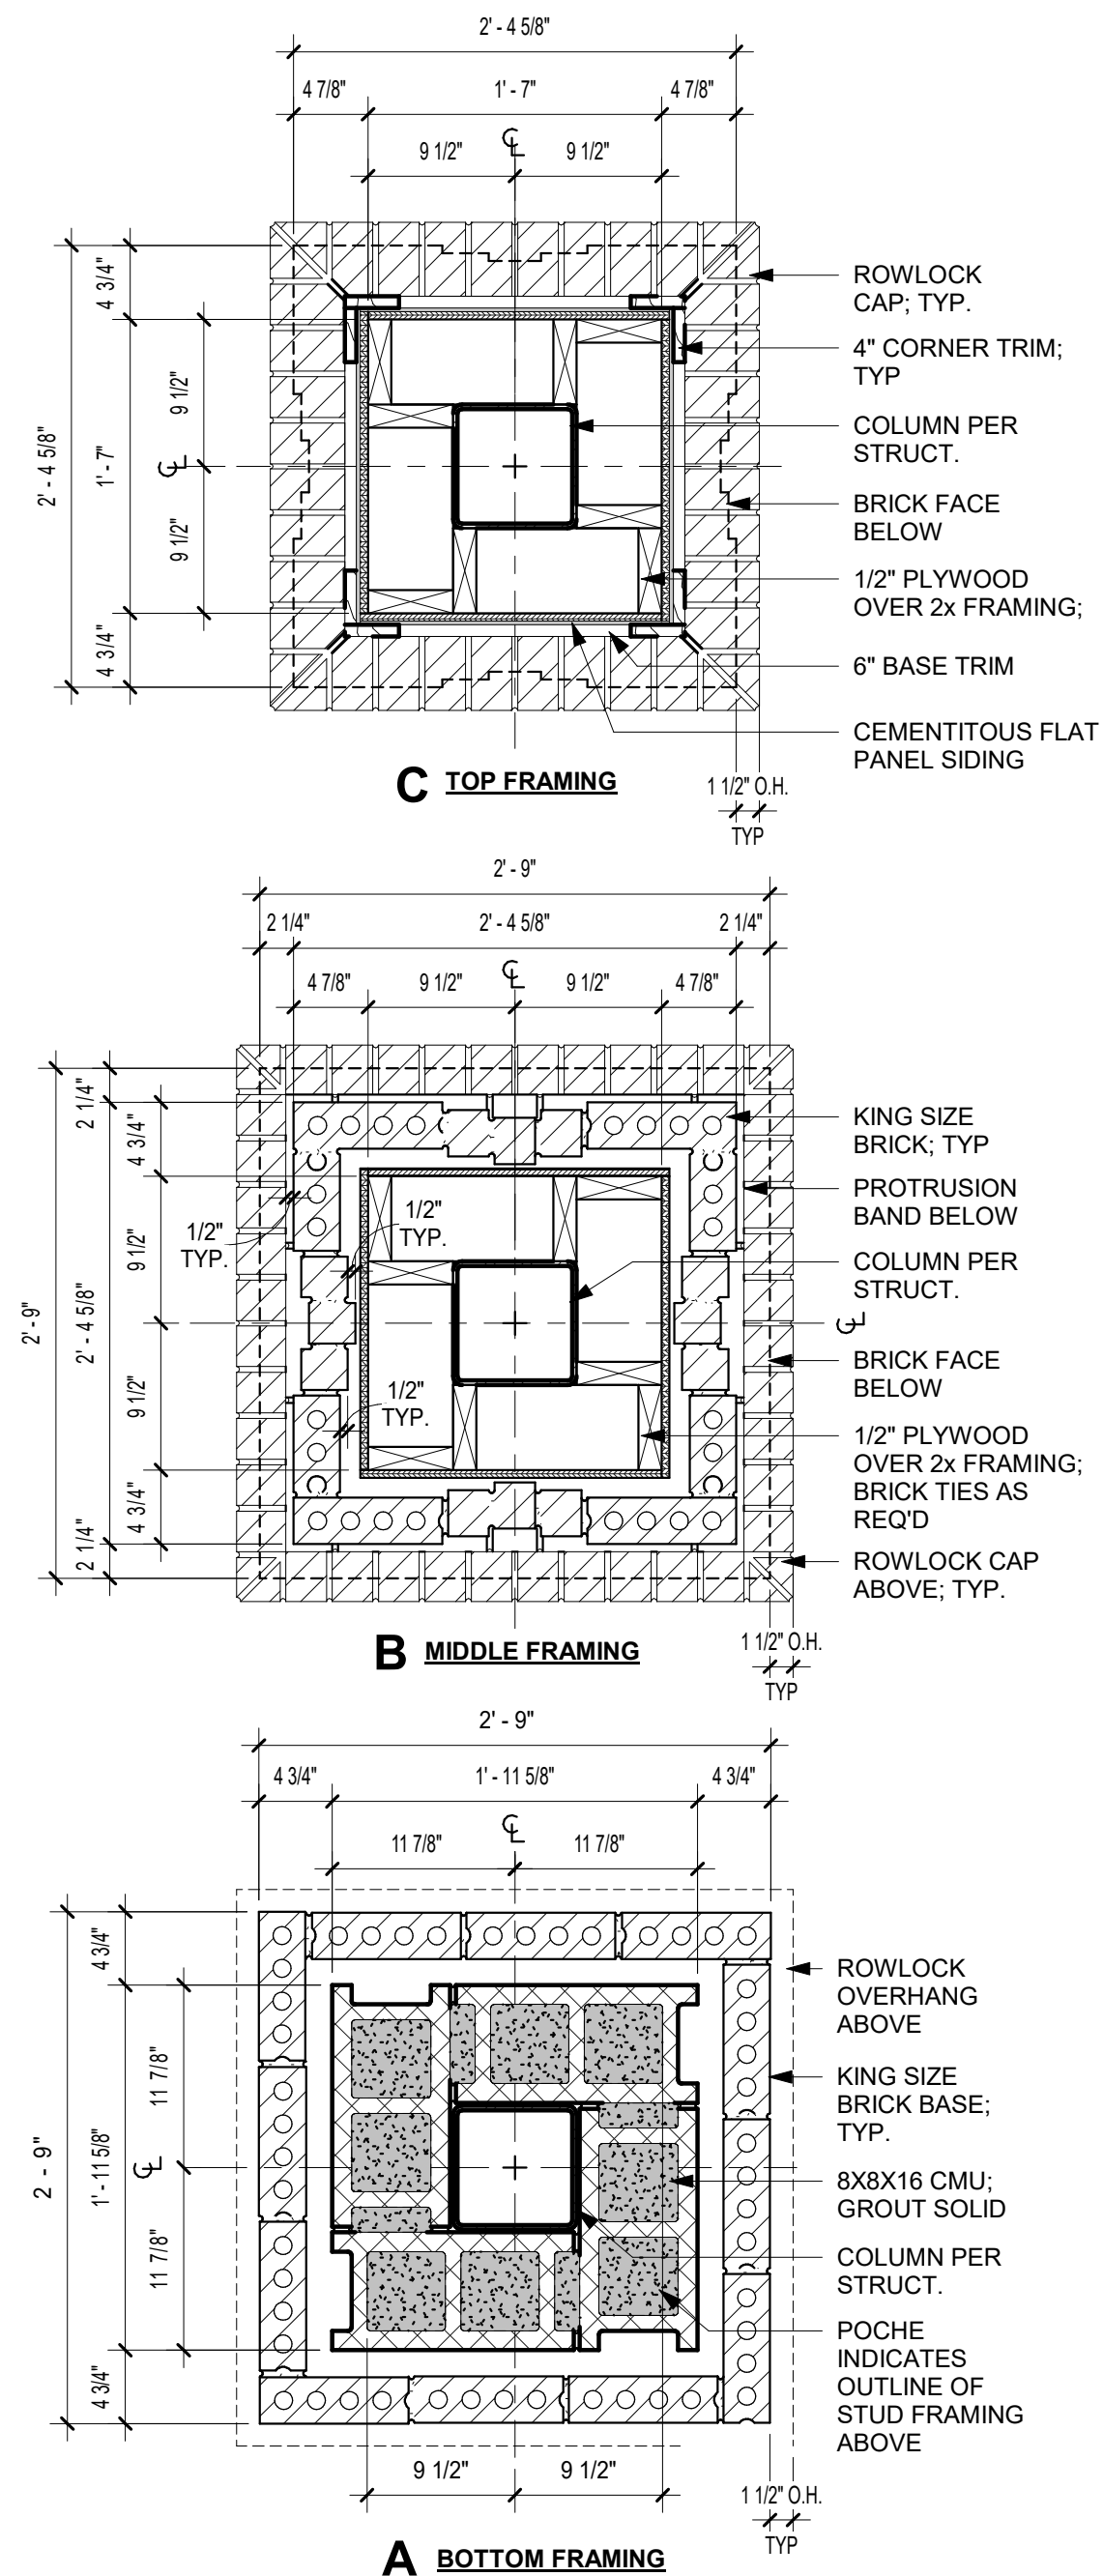 2' - 4 5/8"
4 7/8"
1' - 7"
4 7/8"
9 1/2"
℄
9 1/2"
4 3/4"
9 1/2"
2' - 4 5/8"
1' - 7"
℄
9 1/2"
4 3/4"
ROWLOCK
CAP; TYP.
4" CORNER TRIM;
TYP
COLUMN PER
STRUCT.
BRICK FACE
BELOW
1/2" PLYWOOD
OVER 2x FRAMING;
6" BASE TRIM
CEMENTITOUS FLAT
PANEL SIDING
1 1/2" O.H.
TYP
C TOP FRAMING
2' - 9"
2 1/4"
2' - 4 5/8"
2 1/4"
4 7/8"
9 1/2"
℄
9 1/2"
4 7/8"
2 1/4"
4 3/4"
9 1/2"
2' - 9"
2' - 4 5/8"
9 1/2"
4 3/4"
2 1/4"
1/2"
TYP.
1/2"
TYP.
1/2"
TYP.
℄
KING SIZE
BRICK; TYP
PROTRUSION
BAND BELOW
COLUMN PER
STRUCT.
BRICK FACE
BELOW
1/2" PLYWOOD
OVER 2x FRAMING;
BRICK TIES AS
REQ'D
ROWLOCK CAP
ABOVE; TYP.
1 1/2" O.H.
TYP
B MIDDLE FRAMING
2' - 9"
4 3/4"
1' - 11 5/8"
4 3/4"
11 7/8"
℄
11 7/8"
4 3/4"
11 7/8"
2 - 9"
1' - 11 5/8"
℄
11 7/8"
4 3/4"
ROWLOCK
OVERHANG
ABOVE
KING SIZE
BRICK BASE;
TYP.
8X8X16 CMU;
GROUT SOLID
COLUMN PER
STRUCT.
POCHE
INDICATES
OUTLINE OF
STUD FRAMING
ABOVE
9 1/2"
9 1/2"
1 1/2" O.H.
TYP
A BOTTOM FRAMING